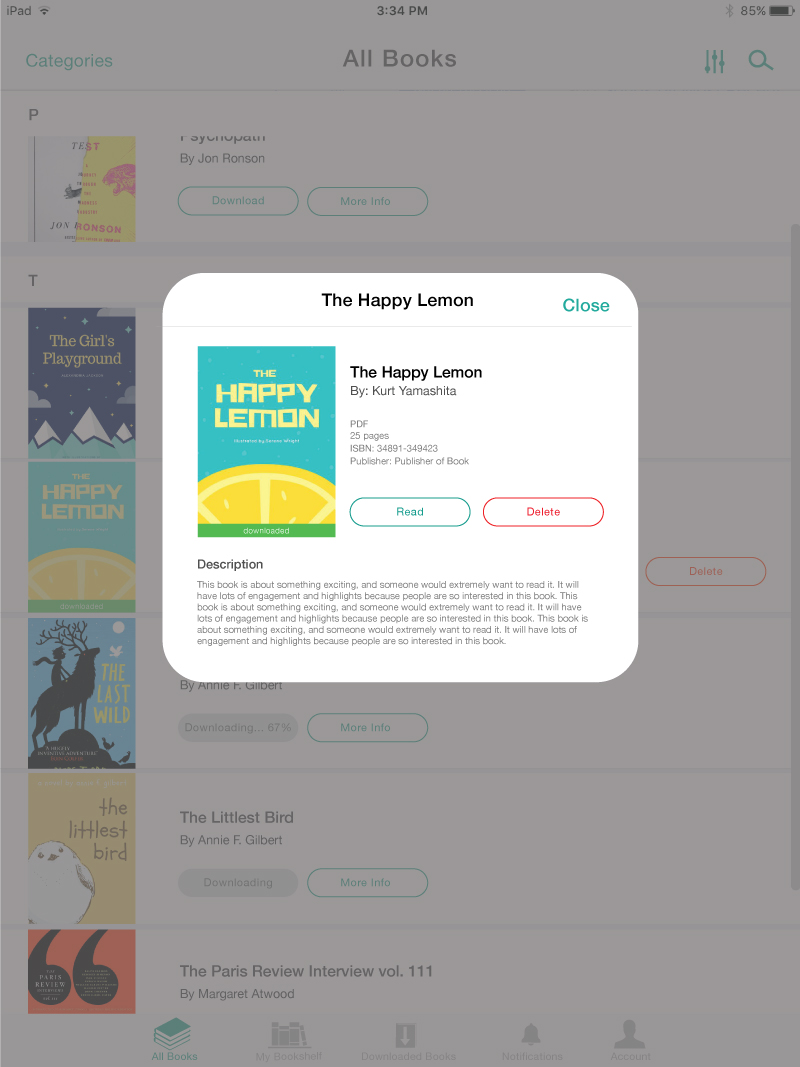 iPad 3:34 PM 85%
Categories All Books
P
Psychopath
TEST
By Jon Ronson
Download More Info
JON RONSON
T
The Happy Lemon Close
The Girl's
Playground
THE
HAPPY
LEMON
Illustrated by Serena Wright
downloaded
The Happy Lemon
By: Kurt Yamashita
PDF
25 pages
ISBN: 34891-349423
Publisher: Publisher of Book
Read Delete
THE
HAPPY
LEMON
downloaded
Delete
Description
This book is about something exciting, and someone would extremely want to read it. It will
have lots of engagement and highlights because people are so interested in this book. This
book is about something exciting, and someone would extremely want to read it. It will have
lots of engagement and highlights because people are so interested in this book. This book is
about something exciting, and someone would extremely want to read it. It will have lots of
engagement and highlights because people are so interested in this book.
THE
LAST
WILD
By Annie F. Gilbert
Downloading... 67% More Info
the
littlest
bird
The Littlest Bird
By Annie F. Gilbert
Downloading More Info
THE
PARIS
REVIEW
The Paris Review Interview vol. 111
By Margaret Atwood
All Books My Bookshelf Downloaded Books Notifications Account